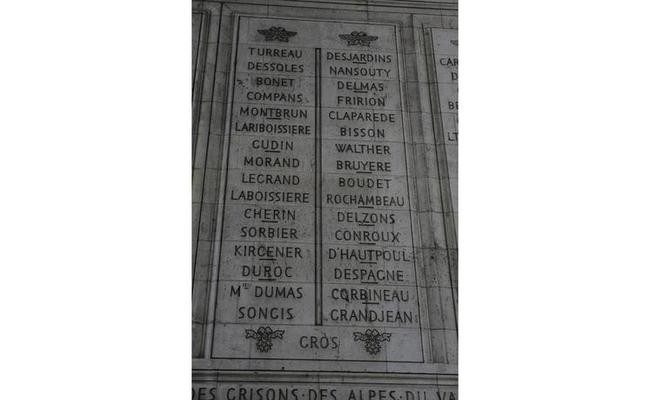 TURREAU
DESSOLES
BONET
COMPANS
MONTBRUN
LARIBOISSIERE
GUDIN
MORAND
LEGRAND
LABOISSIERE
CHERIN
SORBIER
KIRGENER
DUROC
MEU DUMAS
SONGIS
DESJARDINS
NANSOUTY
DELMAS
FRIRION
CLAPAREDE
BISSON
WALTHER
BRUYERE
BOUDET
ROCHAMBEAU
DELZONS
CONROUX
D'HAUTPOUL
DESPAGNE
CORBINEAU
GRANDJEAN
GROS
DES GRISONS·DES ALPES·DU VA